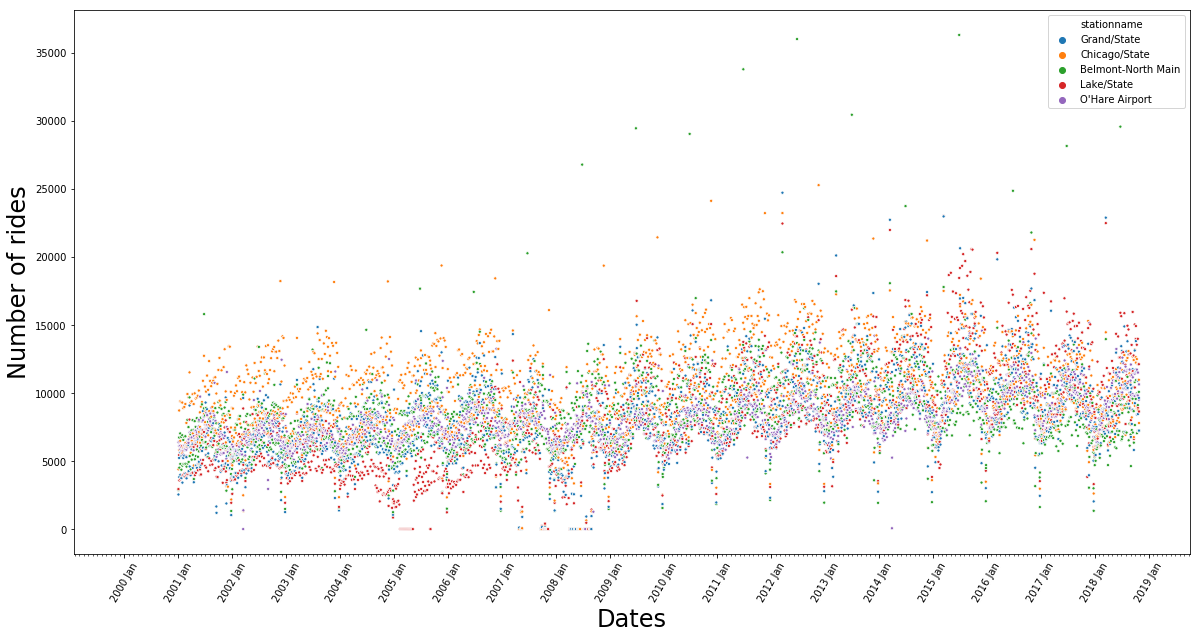 stationname
Grand/State
Chicago/State
Belmont-North Main
Lake/State
O'Hare Airport
Number of rides
35000
30000
25000
20000
15000
10000
5000
0
2000 Jan
2001 Jan
2002 Jan
2003 Jan
2004 Jan
2005 Jan
2006 Jan
2007 Jan
2008 Jan
2009 Jan
2010 Jan
2011 Jan
2012 Jan
2013 Jan
2014 Jan
2015 Jan
2016 Jan
2017 Jan
2018 Jan
2019 Jan
Dates